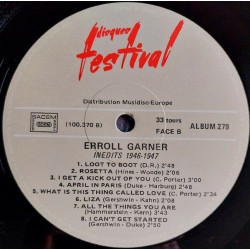 disques
festival
Distribution Musidisc-Europe
SACEM
(100.370 B)
33 tours
FACE B
ALBUM 279
ERROLL GARNER
INEDITS 1946-1947
1. LOOT TO BOOT (D.R.) 2'48
2. ROSETTA (Hines - Woode) 2'50
3. I GET A KICK OUT OF YOU (C. Porter) 3'
4. APRIL IN PARIS (Duke - Harburg) 2'48
5. WHAT IS THIS THING CALLED LOVE (C. Porter) 2'34
6. LIZA (Gershwin - Kahn) 2'50
7. ALL THE THINGS YOU ARE
(Hammerstein - Kern) 3'
8. I CAN'T GET STARTED
(Gershwin - Duke) 2'50